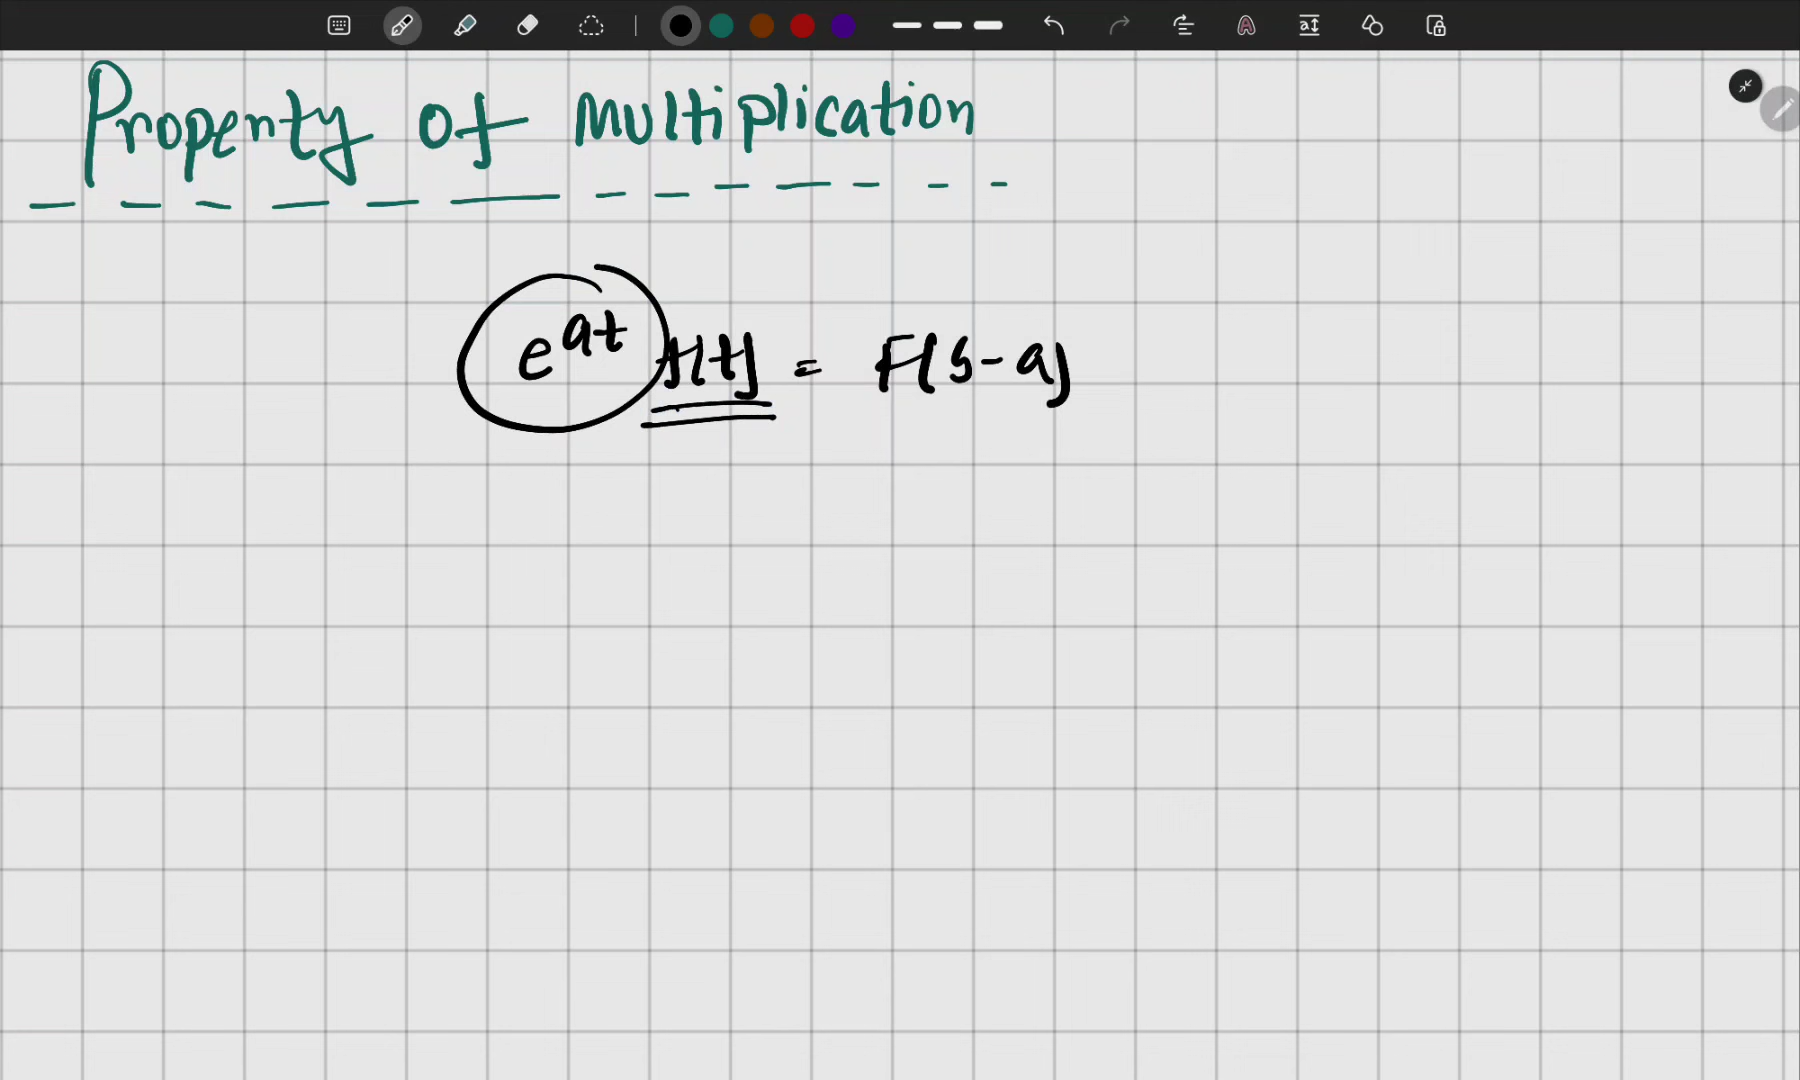 Property of multiplication
e^{at} f(t) = F(s-a)